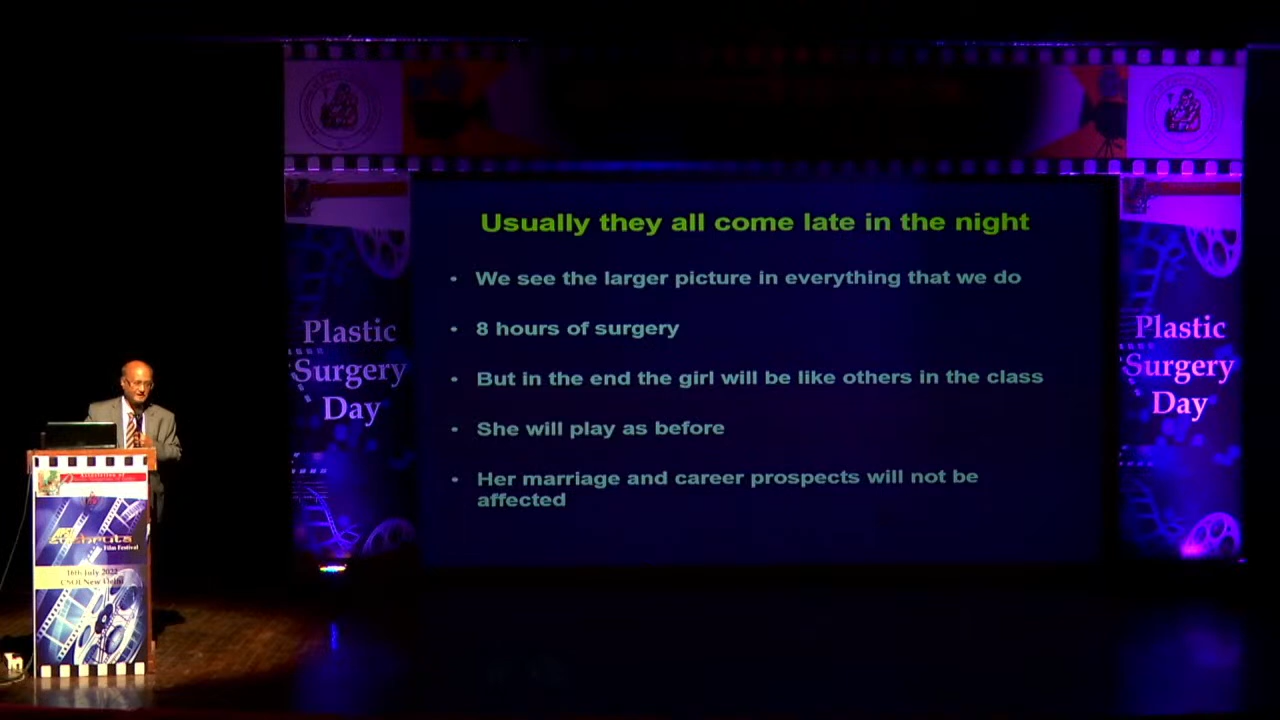 Usually they all come late in the night
• We see the larger picture in everything that we do
• 8 hours of surgery
• But in the end the girl will be like others in the class
• She will play as before
• Her marriage and career prospects will not be
affected
Plastic
Surgery
Day
Plastic
Surgery
Day
sushruta
Film Festival
16th July 2022
CSOI, New Delhi